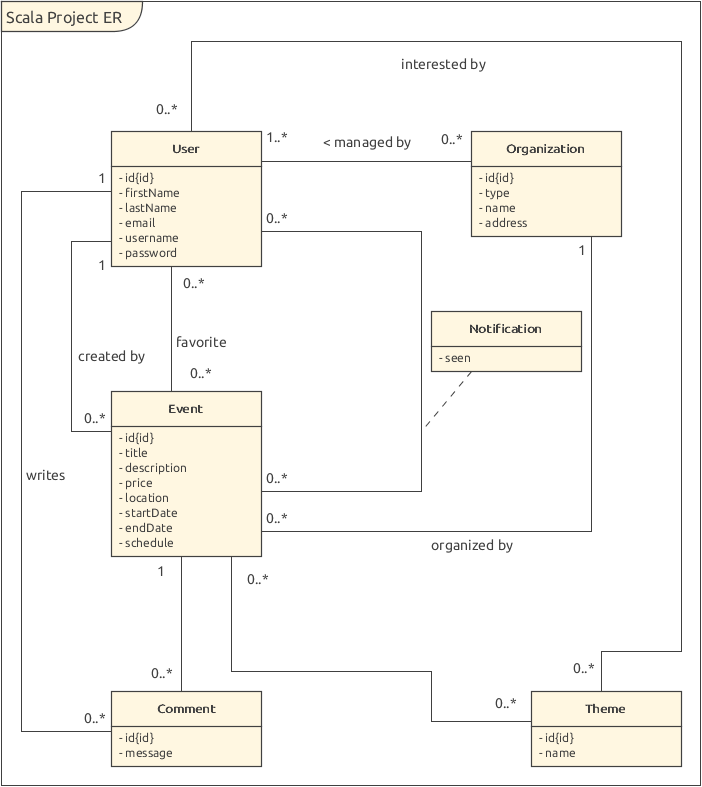 Scala Project ER
interested by
0..*
User
1..*
< managed by
0..*
Organization
- id{id}
- firstName
- lastName
- email
- username
- password
- id{id}
- type
- name
- address
1
0..*
1
0..*
1
Notification
- seen
favorite
created by
0..*
Event
0..*
- id{id}
- title
- description
- price
- location
- startDate
- endDate
- schedule
writes
0..*
0..*
organized by
1
0..*
0..*
0..*
0..*
0..*
Comment
- id{id}
- message
Theme
- id{id}
- name